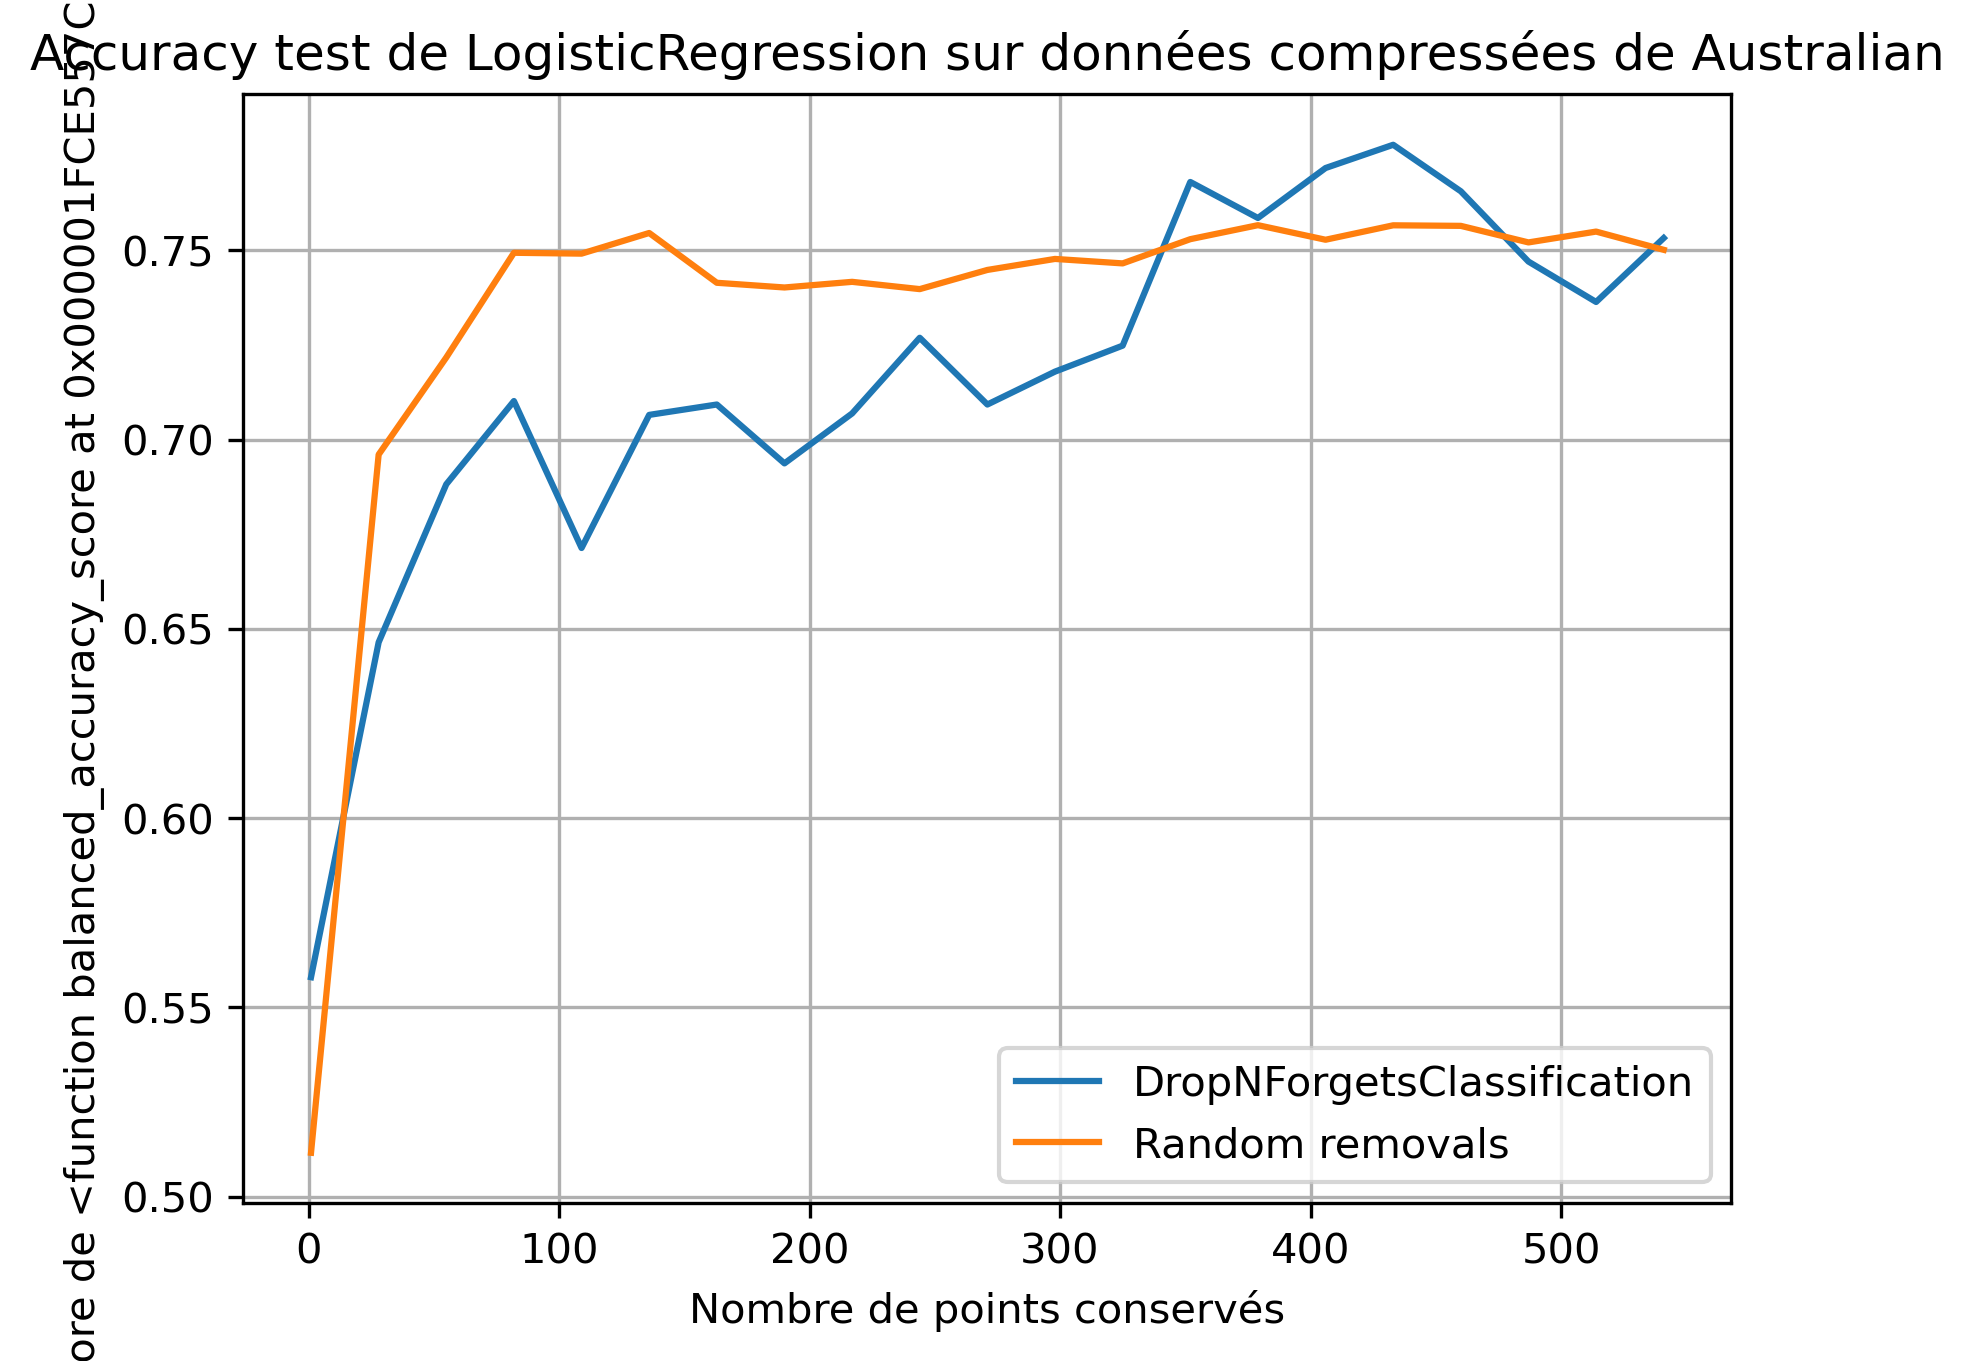 Accuracy test de LogisticRegression sur données compressées de Australian
ore de <function balanced_accuracy_score at 0x000001FCE557C
0.75
0.70
0.65
0.60
0.55
0.50
DropNForgetsClassification
Random removals
0 100 200 300 400 500
Nombre de points conservés